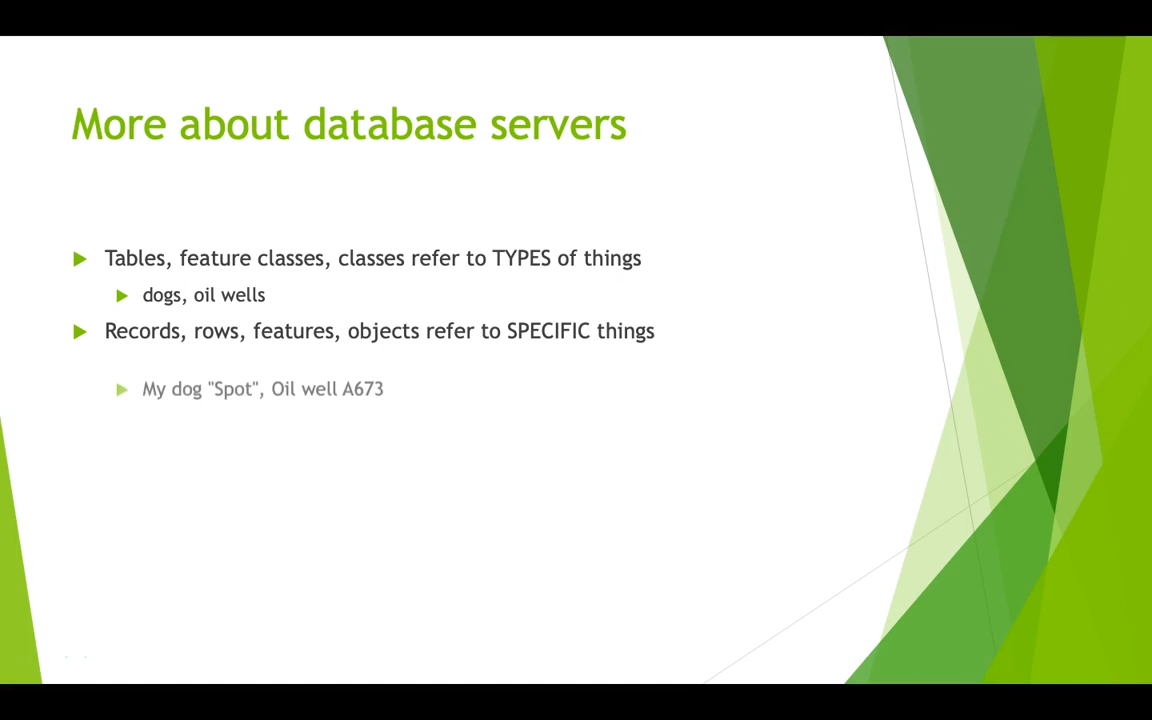 More about database servers
Tables, feature classes, classes refer to TYPES of things
dogs, oil wells
Records, rows, features, objects refer to SPECIFIC things
My dog "Spot", Oil well A673